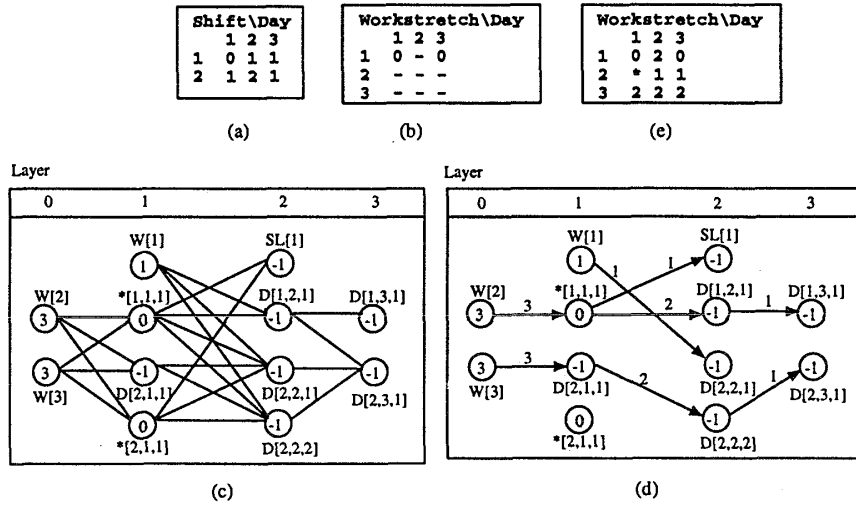 Shift\Day
1 2 3
1 0 1 1
2 1 2 1
(a)
Workstretch\Day
1 2 3
1 0 - 0
2 - - -
3 - - -
(b)
Workstretch\Day
1 2 3
1 0 2 0
2 * 1 1
3 2 2 2
(e)
Layer
0 1 2 3
W[1] SL[1]
1 -1
W[2] *[1,1,1] D[1,2,1] D[1,3,1]
3 0 -1 -1
3 -1 -1 -1
W[3] D[2,1,1] D[2,2,1] D[2,3,1]
0 -1
*[2,1,1] D[2,2,2]
(c)
Layer
0 1 2 3
W[1] SL[1]
1 1 1 -1
W[2] *[1,1,1] D[1,2,1] D[1,3,1]
3 3 0 2 -1 1 -1
3 3 -1 -1 -1
W[3] D[2,1,1] 2 D[2,2,1] 1 D[2,3,1]
0 -1
*[2,1,1] D[2,2,2]
(d)